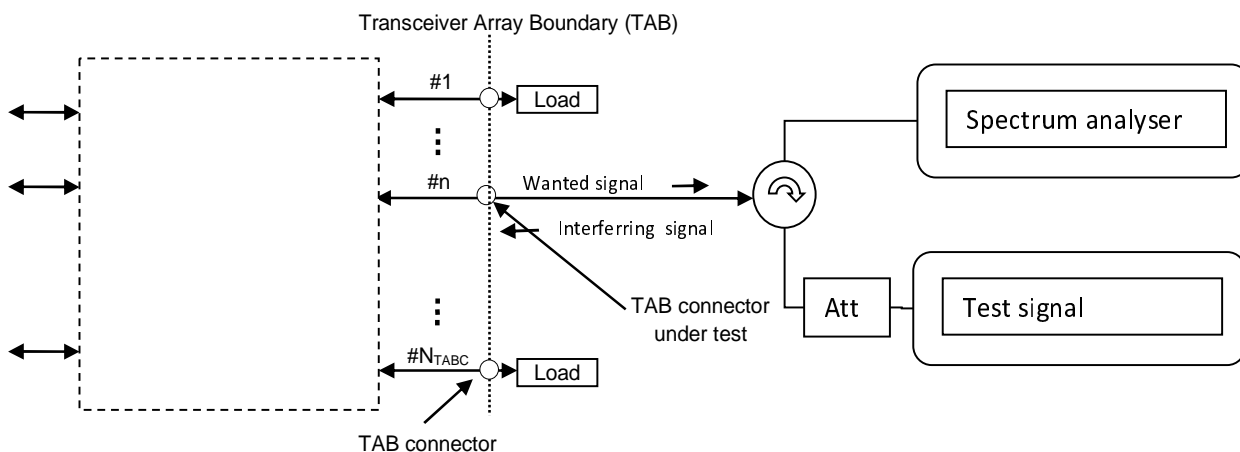 Transceiver Array Boundary (TAB)
#1
Load
Spectrum analyser
#n
Wanted signal
Interferring signal
TAB connector
under test
Att
Test signal
#NTABC
Load
TAB connector